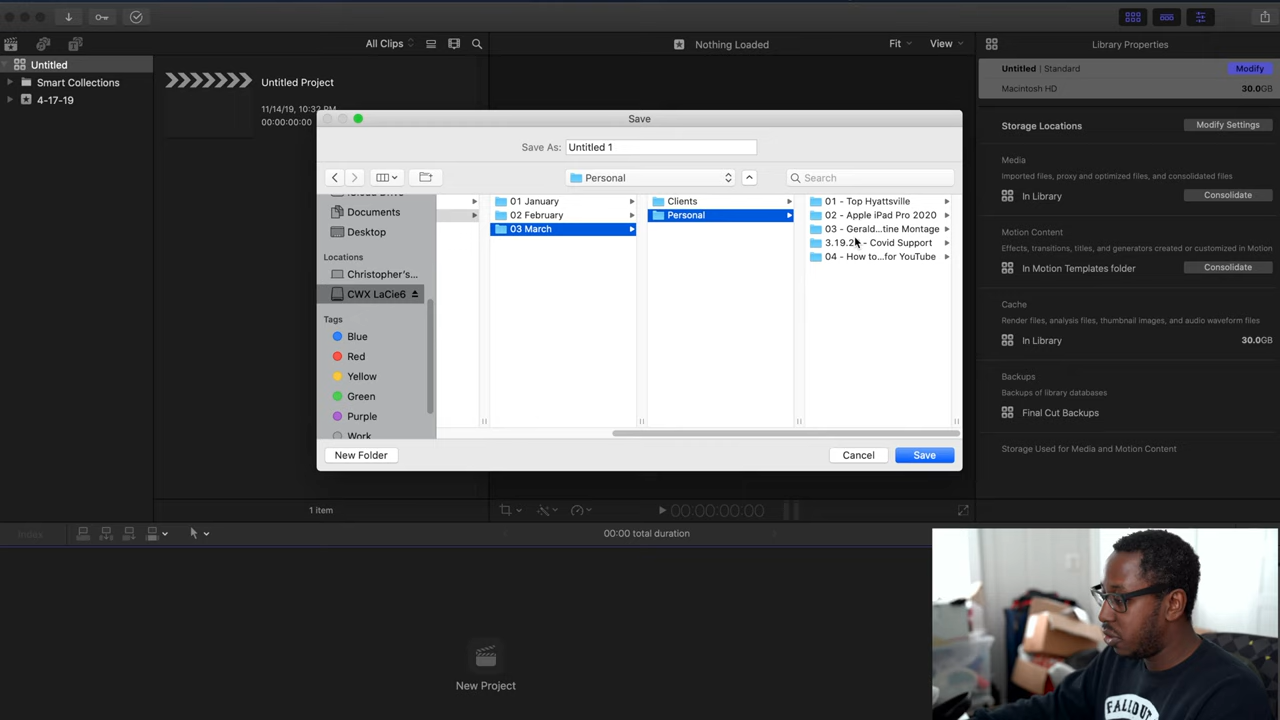 All Clips
Nothing Loaded
Fit
View
Library Properties
Untitled
Smart Collections
4-17-19
Untitled Project
11/14/19, 10:32 PM
00:00:00:00
Untitled | Standard
Modify
Macintosh HD
30.0GB
Storage Locations
Modify Settings
Media
Imported files, proxy and optimized files, and consolidated files
In Library
Consolidate
Motion Content
Effects, transitions, titles, and generators created or customized in Motion
In Motion Templates folder
Consolidate
Cache
Render files, analysis files, thumbnail images, and audio waveform files
In Library
30.0GB
Backups
Backups of library databases
Final Cut Backups
Storage Used for Media and Motion Content
Save
Save As:
Untitled 1
Personal
Search
iCloud Drive
Documents
Desktop
Locations
Christopher's...
CWX LaCie6
Tags
Blue
Red
Yellow
Green
Purple
Work
01 January
02 February
03 March
Clients
Personal
01 - Top Hyattsville
02 - Apple iPad Pro 2020
03 - Gerald...tine Montage
3.19.2 - Covid Support
04 - How to...for YouTube
New Folder
Cancel
Save
1 item
00:00:00:00
Index
00:00 total duration
New Project
FALLOUT